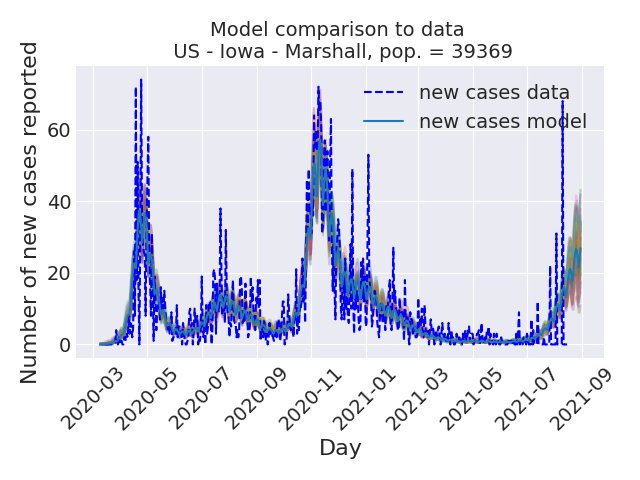 Model comparison to data
US - Iowa - Marshall, pop. = 39369
Number of new cases reported
60
40
20
0
new cases data
new cases model
2020-03
2020-05
2020-07
2020-09
2020-11
2021-01
2021-03
2021-05
2021-07
2021-09
Day